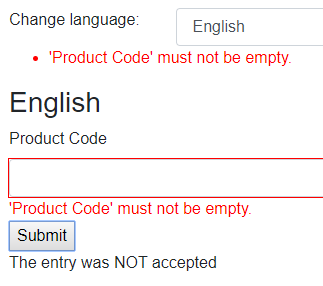 Change language:
English
'Product Code' must not be empty.
English
Product Code
'Product Code' must not be empty.
Submit
The entry was NOT accepted